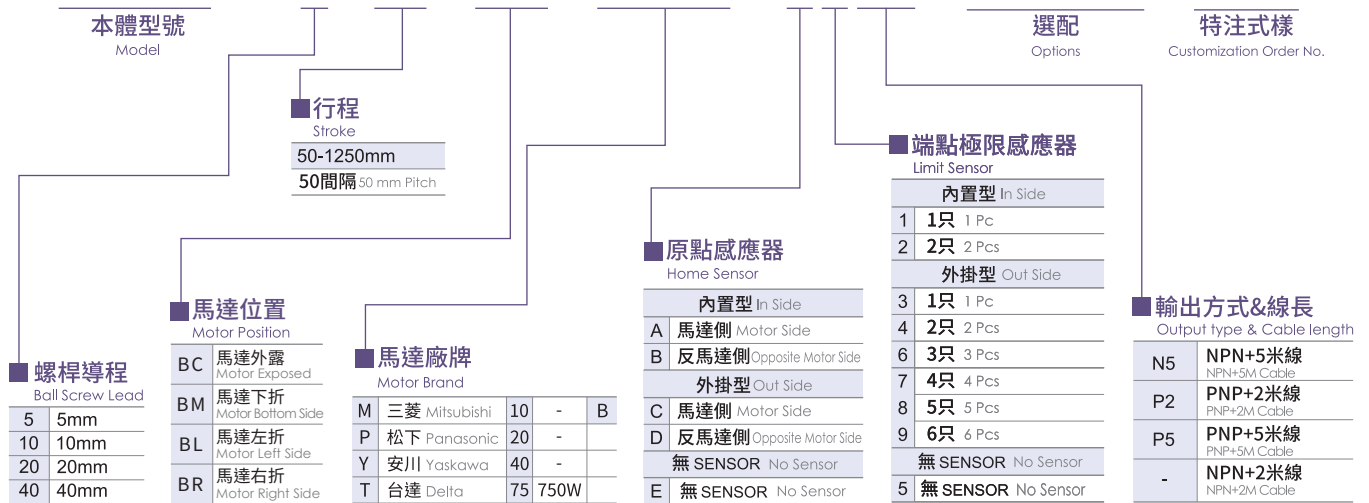 本體型號
Model
選配
Options
特注式樣
Customization Order No.
行程
Stroke
50-1250mm
50間隔 50 mm Pitch
螺桿導程
Ball Screw Lead
5 5mm
10 10mm
20 20mm
40 40mm
馬達位置
Motor Position
BC 馬達外露
Motor Exposed
BM 馬達下折
Motor Bottom Side
BL 馬達左折
Motor Left Side
BR 馬達右折
Motor Right Side
馬達廠牌
Motor Brand
M 三菱 Mitsubishi 10 - B
P 松下 Panasonic 20 -
Y 安川 Yaskawa 40 -
T 台達 Delta 75 750W
原點感應器
Home Sensor
內置型 In Side
A 馬達側 Motor Side
B 反馬達側 Opposite Motor Side
外掛型 Out Side
C 馬達側 Motor Side
D 反馬達側 Opposite Motor Side
無 SENSOR No Sensor
E 無 SENSOR No Sensor
端點極限感應器
Limit Sensor
內置型 In Side
1 1只 1 Pc
2 2只 2 Pcs
外掛型 Out Side
3 1只 1 Pc
4 2只 2 Pcs
6 3只 3 Pcs
7 4只 4 Pcs
8 5只 5 Pcs
9 6只 6 Pcs
無 SENSOR No Sensor
5 無 SENSOR No Sensor
輸出方式&線長
Output type & Cable length
N5 NPN+5米線
NPN+5M Cable
P2 PNP+2米線
PNP+2M Cable
P5 PNP+5米線
PNP+5M Cable
- NPN+2米線
NPN+2M Cable